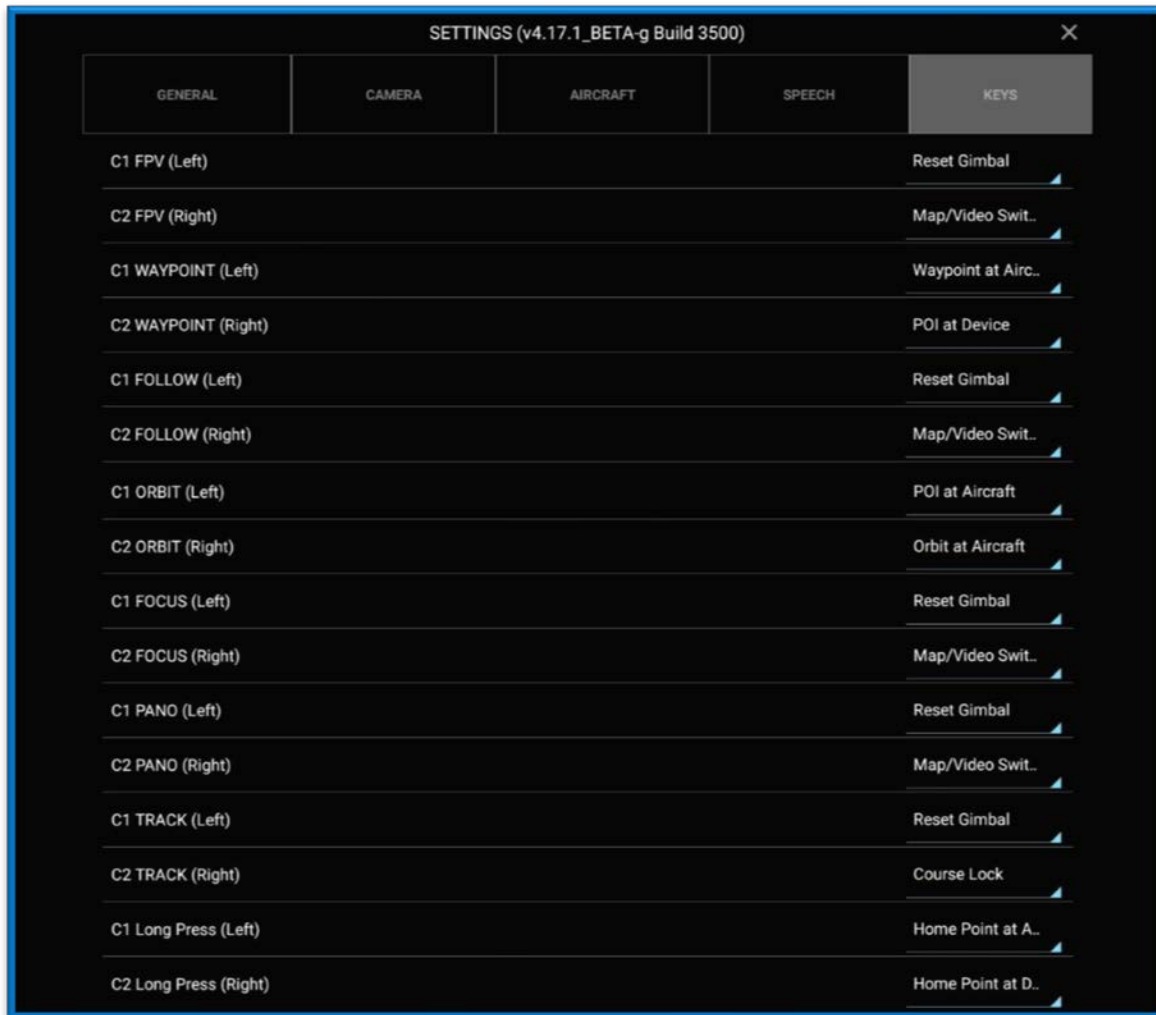 SETTINGS (v4.17.1_BETA-g Build 3500)
GENERAL CAMERA AIRCRAFT SPEECH KEYS
C1 FPV (Left) Reset Gimbal
C2 FPV (Right) Map/Video Swit..
C1 WAYPOINT (Left) Waypoint at Airc..
C2 WAYPOINT (Right) POI at Device
C1 FOLLOW (Left) Reset Gimbal
C2 FOLLOW (Right) Map/Video Swit..
C1 ORBIT (Left) POI at Aircraft
C2 ORBIT (Right) Orbit at Aircraft
C1 FOCUS (Left) Reset Gimbal
C2 FOCUS (Right) Map/Video Swit..
C1 PANO (Left) Reset Gimbal
C2 PANO (Right) Map/Video Swit..
C1 TRACK (Left) Reset Gimbal
C2 TRACK (Right) Course Lock
C1 Long Press (Left) Home Point at A..
C2 Long Press (Right) Home Point at D..